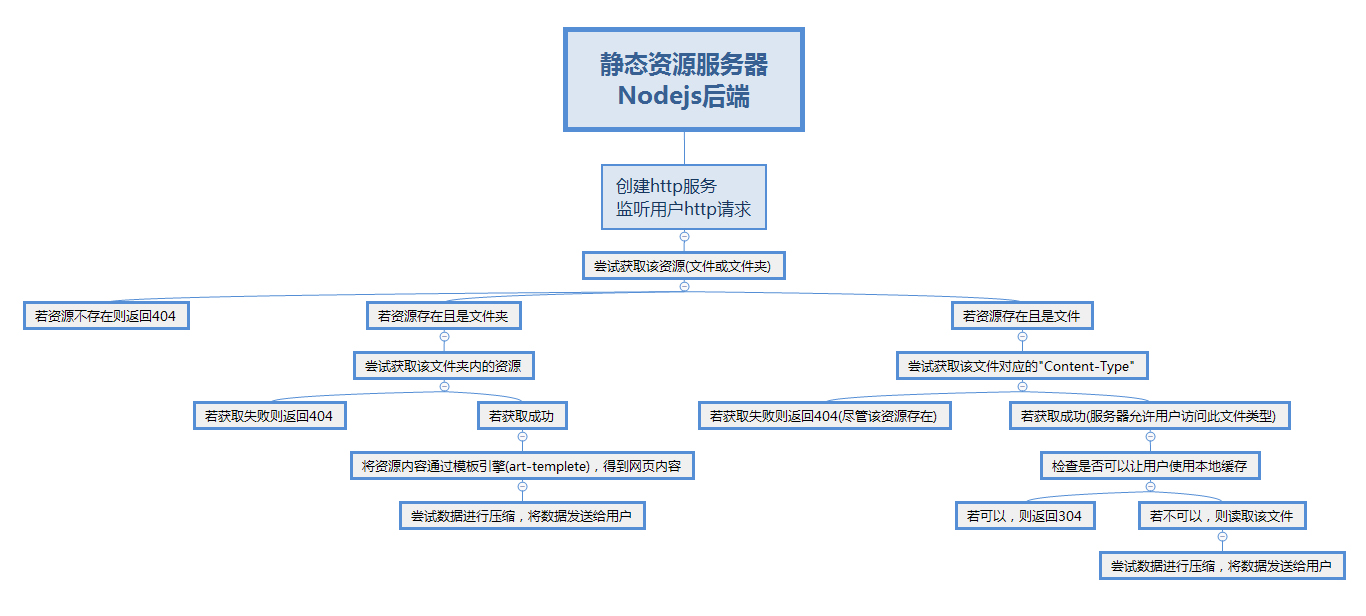 静态资源服务器
Nodejs后端
创建http服务
监听用户http请求
尝试获取该资源(文件或文件夹)
若资源不存在则返回404
若资源存在且是文件夹
若资源存在且是文件
尝试获取该文件夹内的资源
尝试获取该文件对应的"Content-Type"
若获取失败则返回404
若获取成功
若获取失败则返回404(尽管该资源存在)
若获取成功(服务器允许用户访问此文件类型)
将资源内容通过模板引擎(art-templete)，得到网页内容
检查是否可以让用户使用本地缓存
尝试数据进行压缩，将数据发送给用户
若可以，则返回304
若不可以，则读取该文件
尝试数据进行压缩，将数据发送给用户